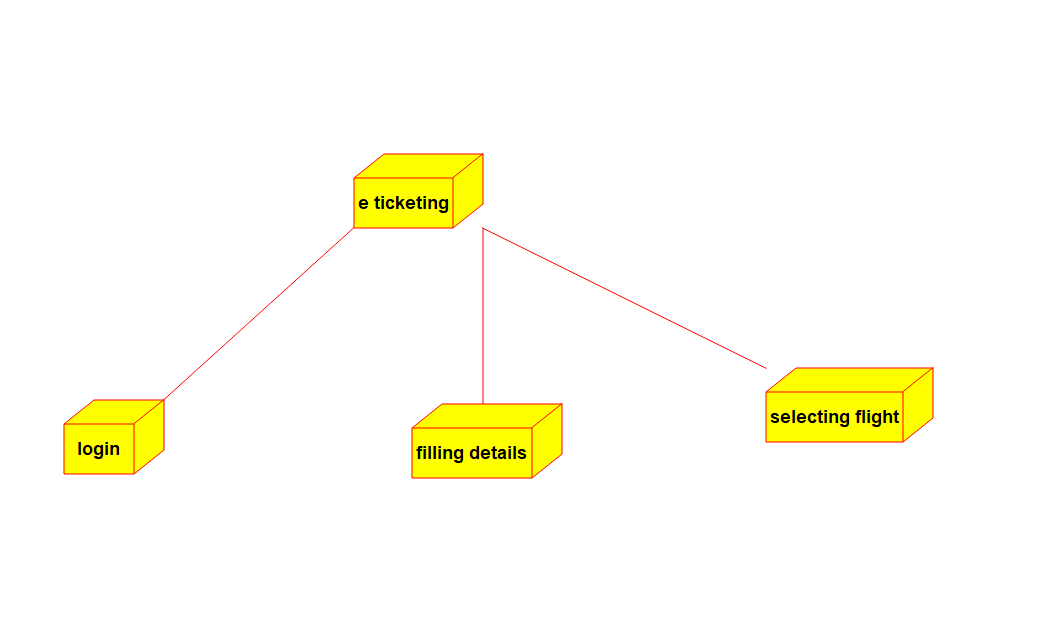 e ticketing
login
filling details
selecting flight